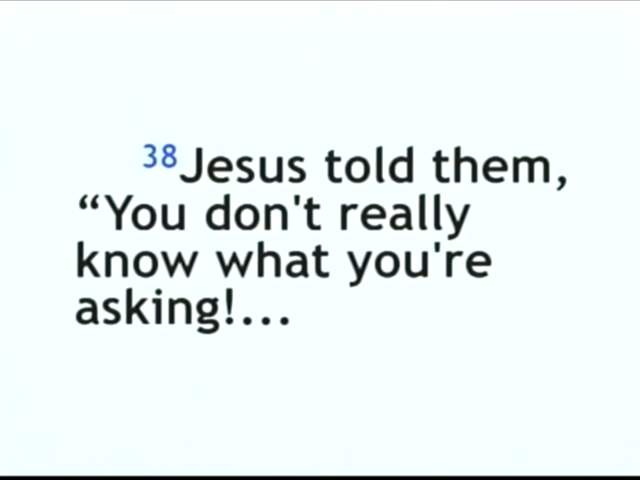 38Jesus told them,
“You don't really
know what you're
asking!...